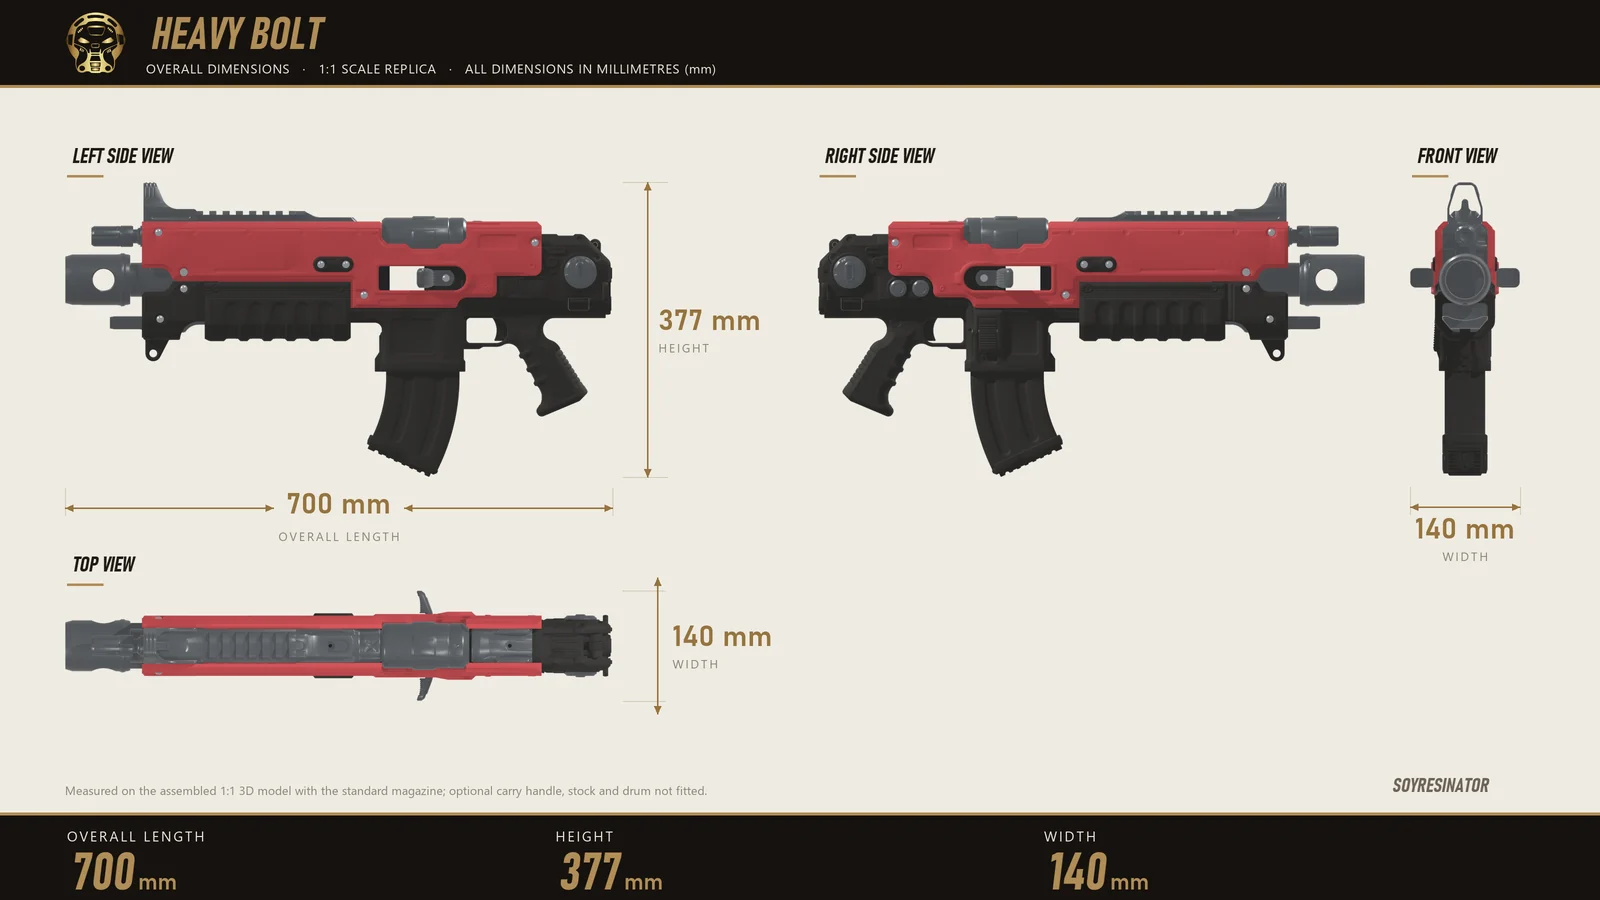 HEAVY BOLT
OVERALL DIMENSIONS · 1:1 SCALE REPLICA · ALL DIMENSIONS IN MILLIMETRES (mm)
LEFT SIDE VIEW
RIGHT SIDE VIEW
FRONT VIEW
377 mm
HEIGHT
700 mm
OVERALL LENGTH
140 mm
WIDTH
TOP VIEW
140 mm
WIDTH
SOYRESINATOR
Measured on the assembled 1:1 3D model with the standard magazine; optional carry handle, stock and drum not fitted.
OVERALL LENGTH
700 mm
HEIGHT
377 mm
WIDTH
140 mm